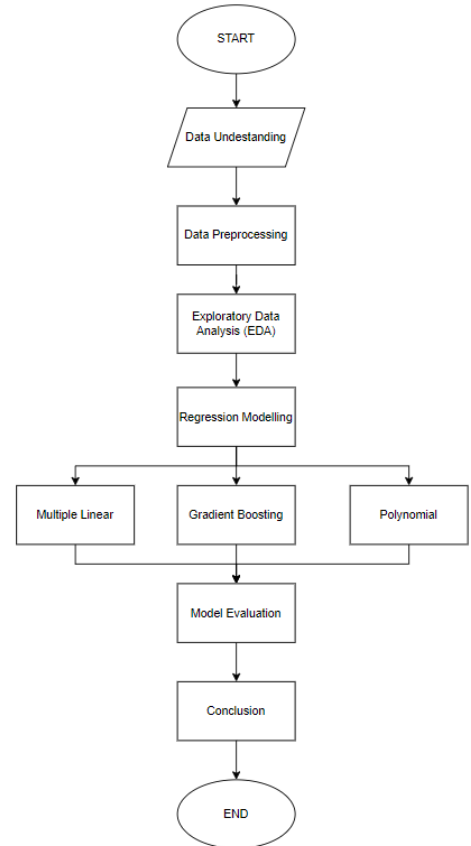 START
Data Undestanding
Data Preprocessing
Exploratory Data
Analysis (EDA)
Regression Modelling
Multiple Linear
Gradient Boosting
Polynomial
Model Evaluation
Conclusion
END